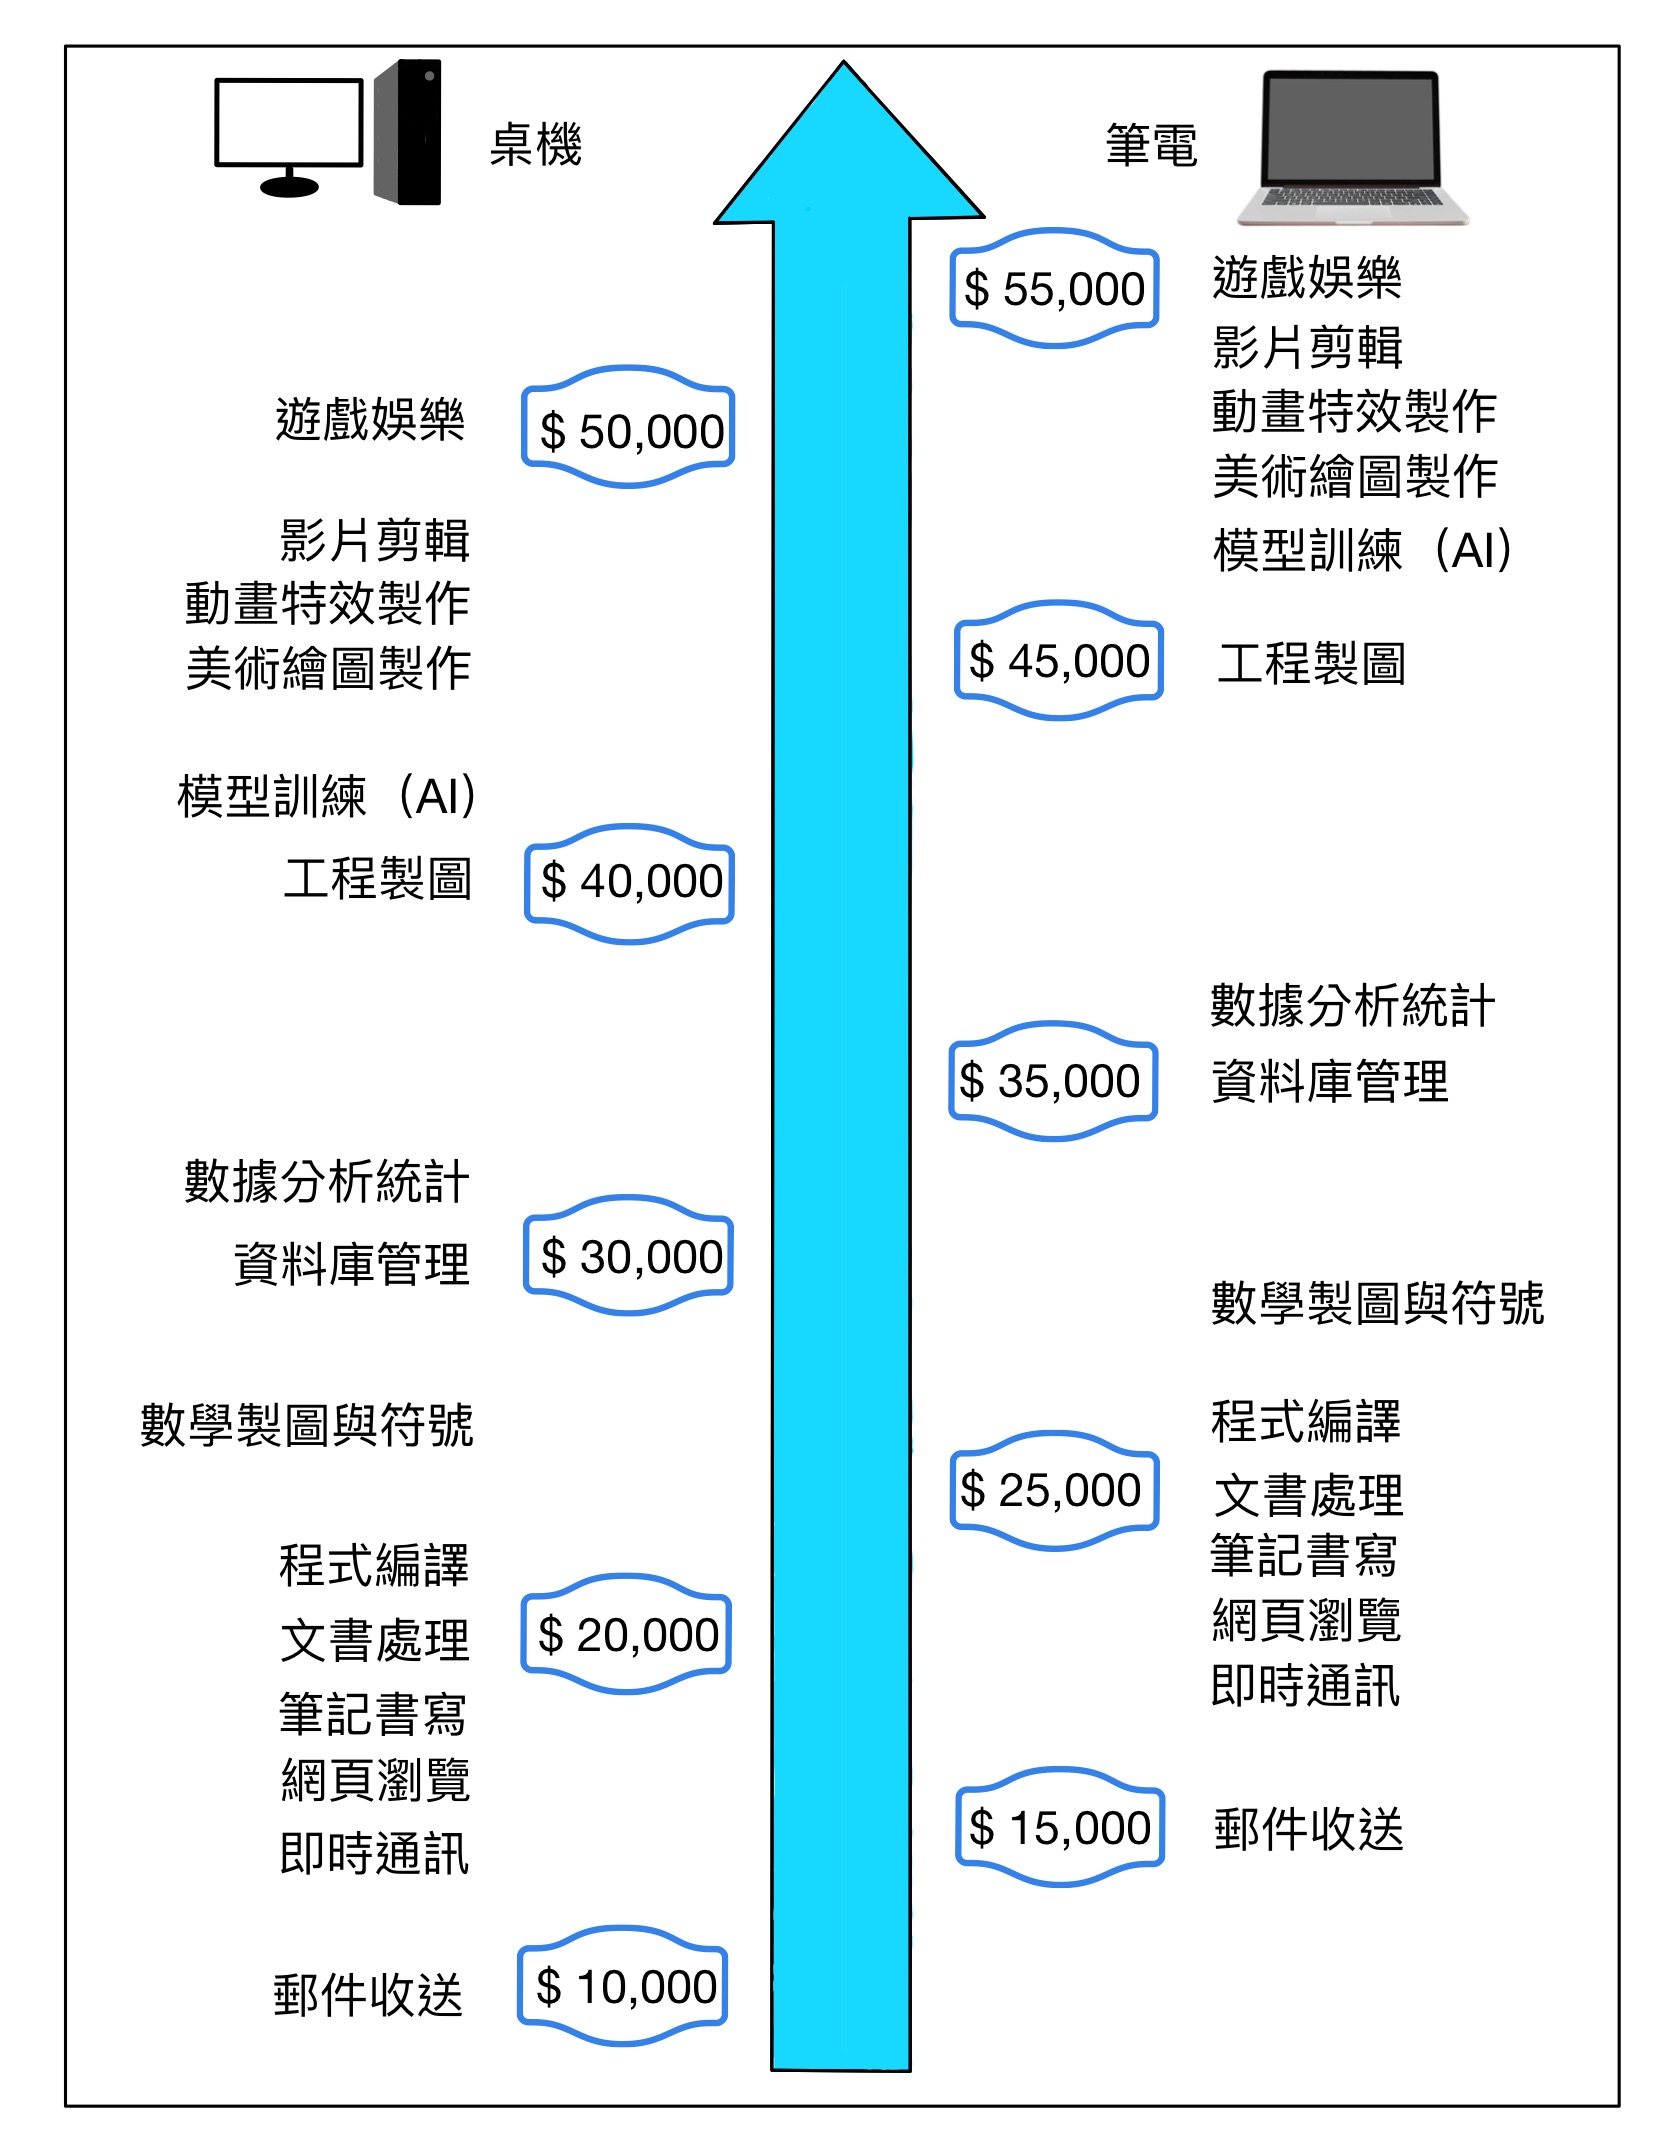 桌機
遊戲娛樂
$ 50,000
影片剪輯
動畫特效製作
美術繪圖製作
模型訓練（AI）
工程製圖
$ 40,000
數據分析統計
資料庫管理
$ 30,000
數學製圖與符號
程式編譯
文書處理
$ 20,000
筆記書寫
網頁瀏覽
即時通訊
郵件收送
$ 10,000
筆電
$ 55,000
遊戲娛樂
影片剪輯
動畫特效製作
美術繪圖製作
模型訓練（AI）
$ 45,000
工程製圖
數據分析統計
$ 35,000
資料庫管理
數學製圖與符號
程式編譯
$ 25,000
文書處理
筆記書寫
網頁瀏覽
即時通訊
$ 15,000
郵件收送